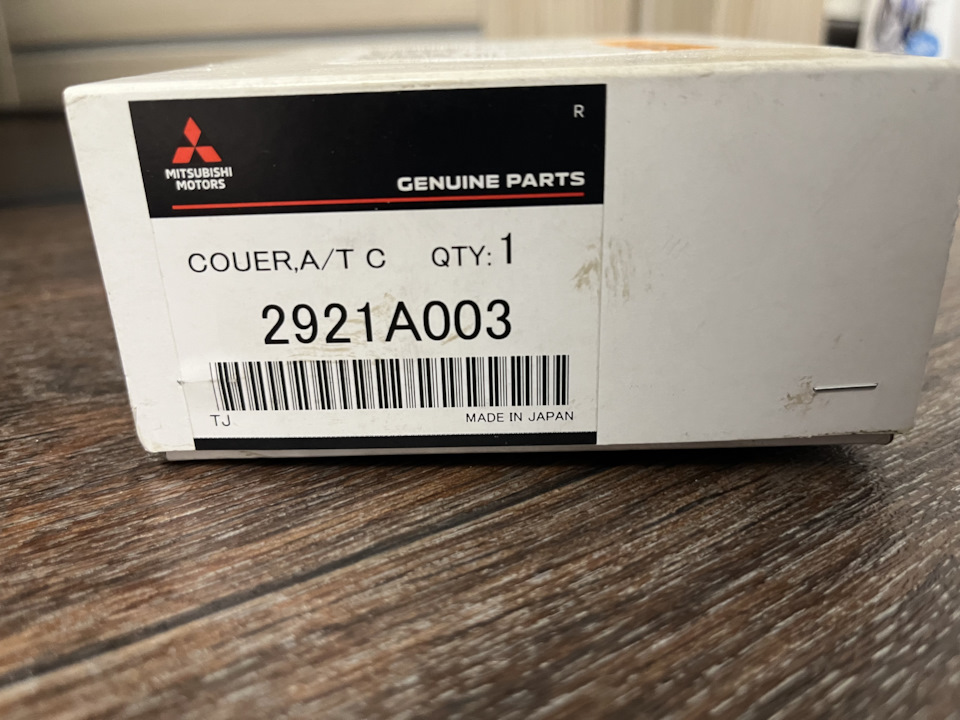 R
MITSUBISHI
MOTORS
GENUINE PARTS
COUER,A/T C QTY: 1
2921A003
TJ
MADE IN JAPAN